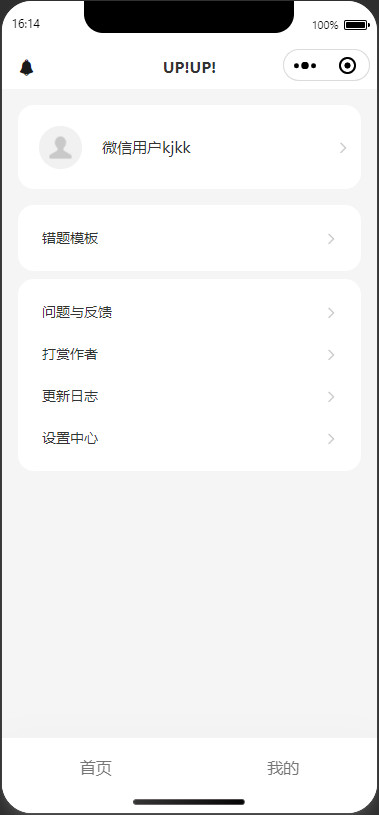 16:14
100%
UP!UP!
微信用户kjkk
错题模板
问题与反馈
打赏作者
更新日志
设置中心
首页
我的